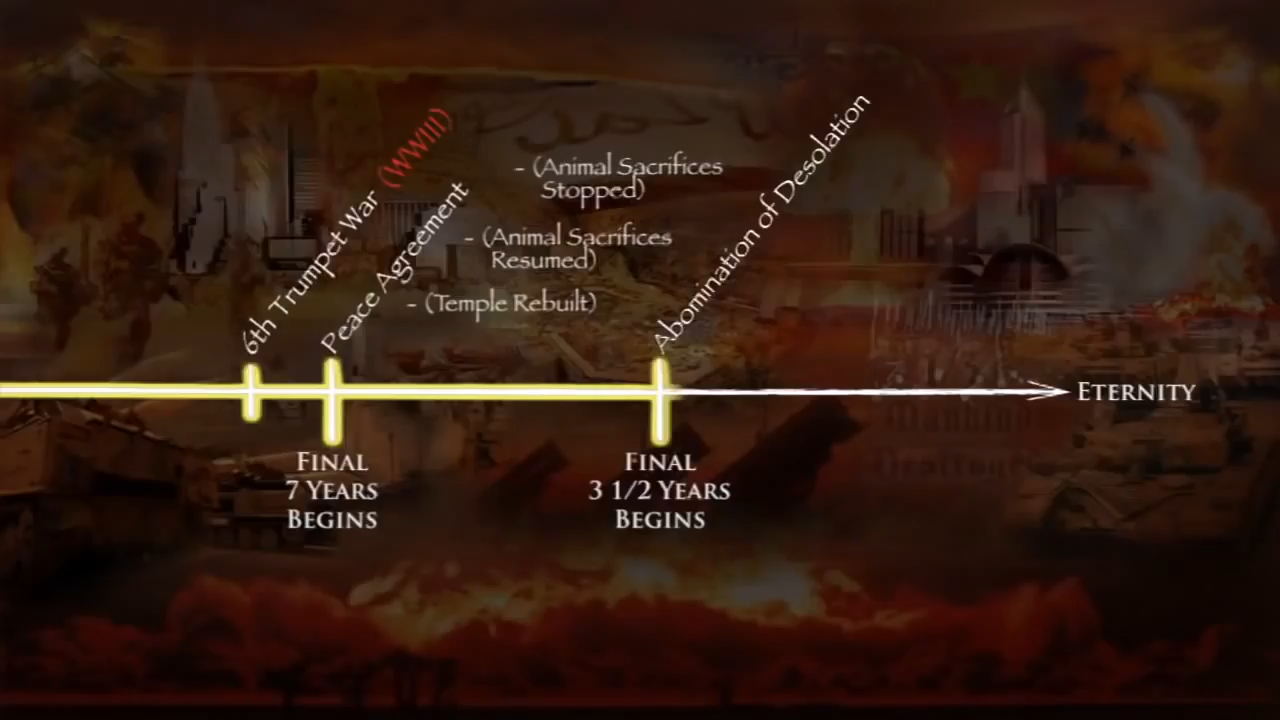 6th Trumpet War (WWIII)
Peace Agreement
- (Animal Sacrifices
Stopped)
- (Animal Sacrifices
Resumed)
- (Temple Rebuilt)
Abomination of Desolation
ETERNITY
FINAL
7 YEARS
BEGINS
FINAL
3 1/2 YEARS
BEGINS